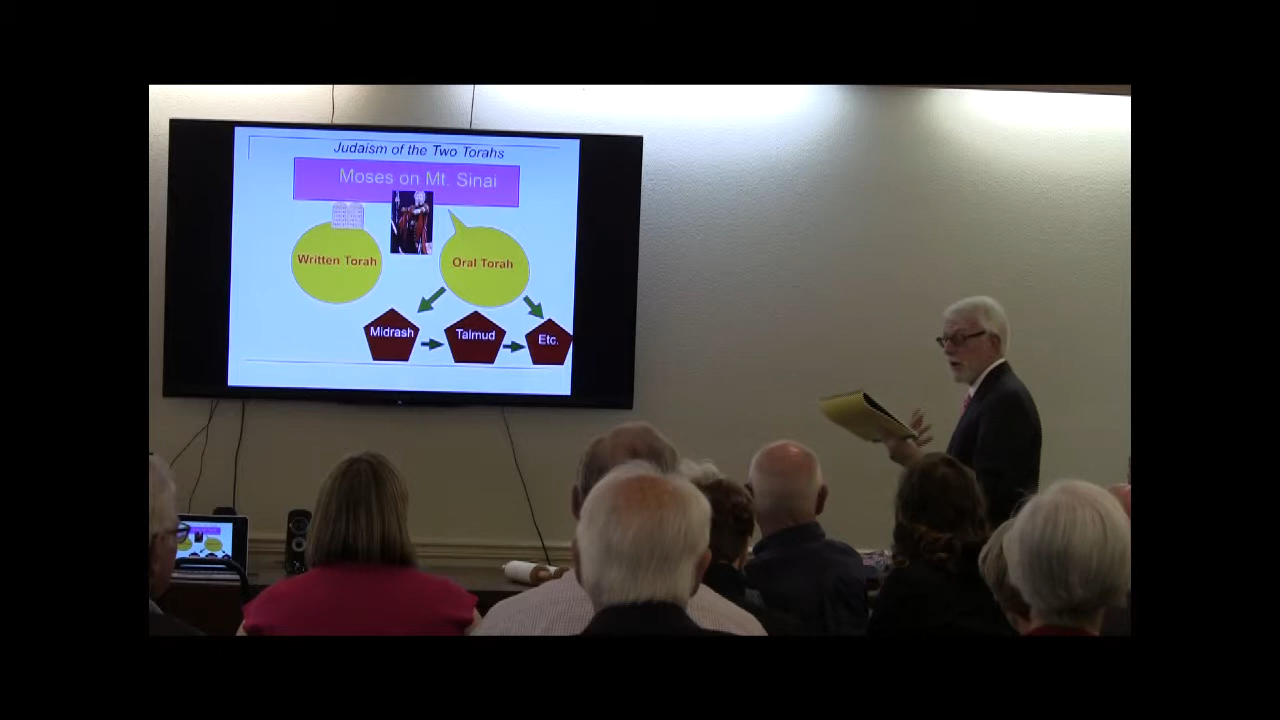 Judaism of the Two Torahs
Moses on Mt. Sinai
Written Torah
Oral Torah
Midrash
Talmud
Etc.